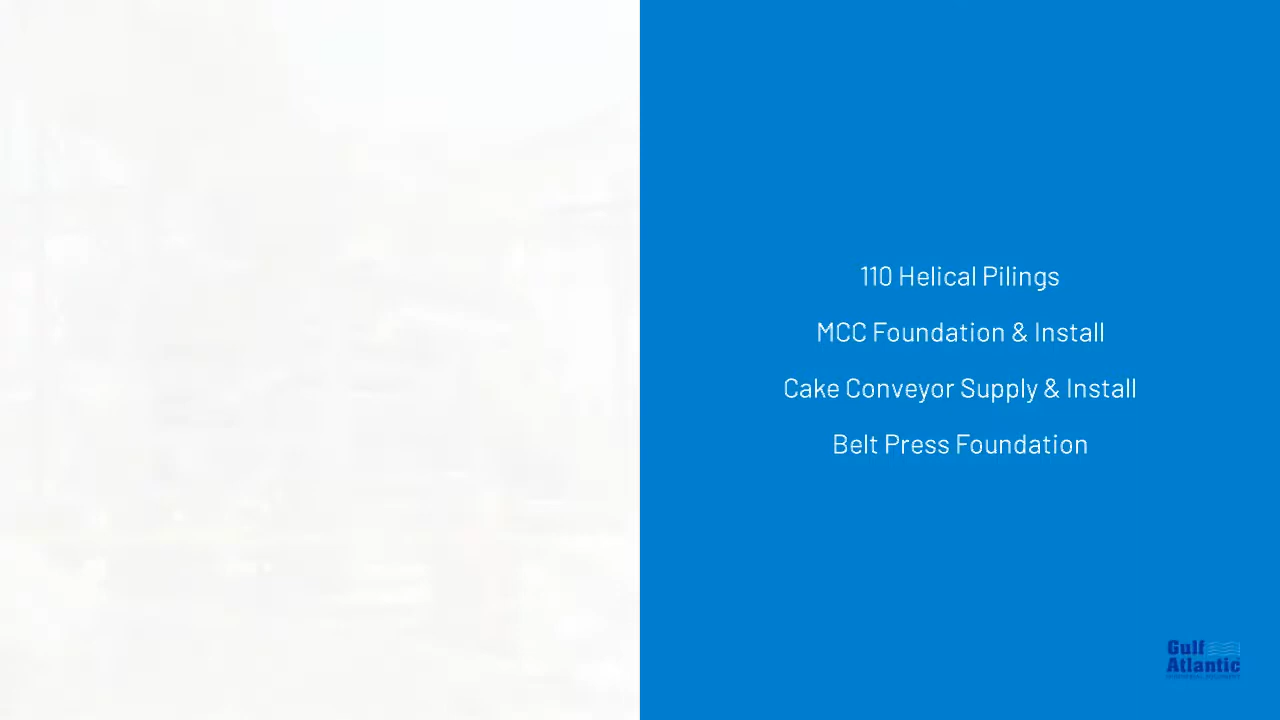 110 Helical Pilings
MCC Foundation & Install
Cake Conveyor Supply & Install
Belt Press Foundation
Gulf
Atlantic